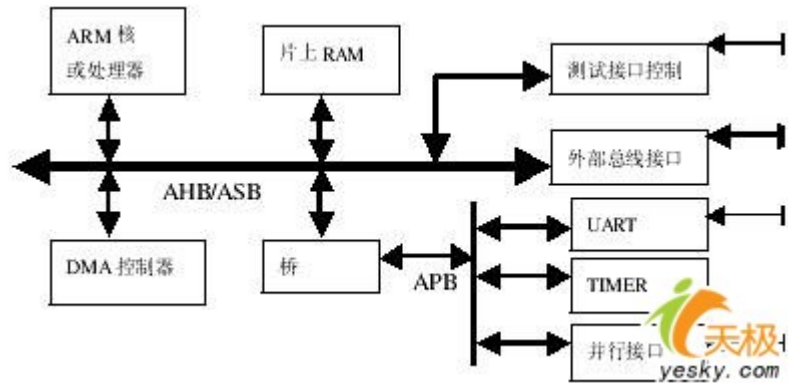 ARM 核
或处理器
片上 RAM
测试接口控制
外部总线接口
AHB/ASB
DMA 控制器
桥
APB
UART
TIMER
并行接口
天极
yesky.com